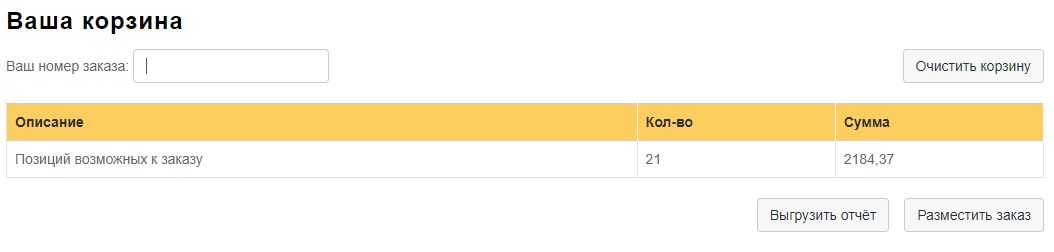 Ваша корзина
Ваш номер заказа: Очистить корзину
Описание Кол-во Сумма
Позиций возможных к заказу 21 2184,37
Выгрузить отчёт Разместить заказ